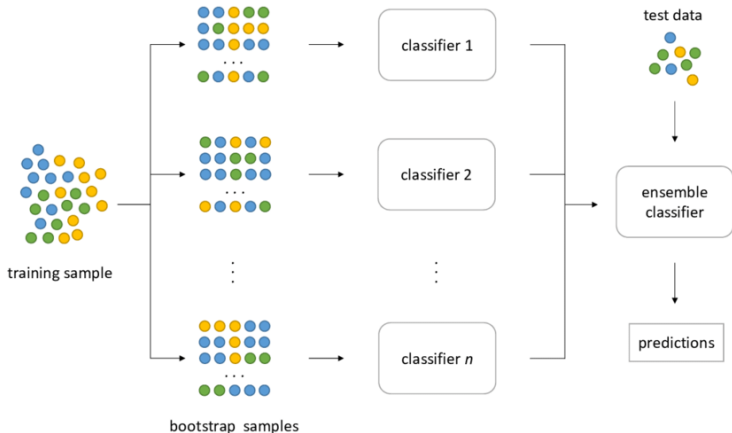 test data
classifier 1
...
classifier 2
ensemble
classifier
...
training sample
predictions
classifier n
...
bootstrap samples